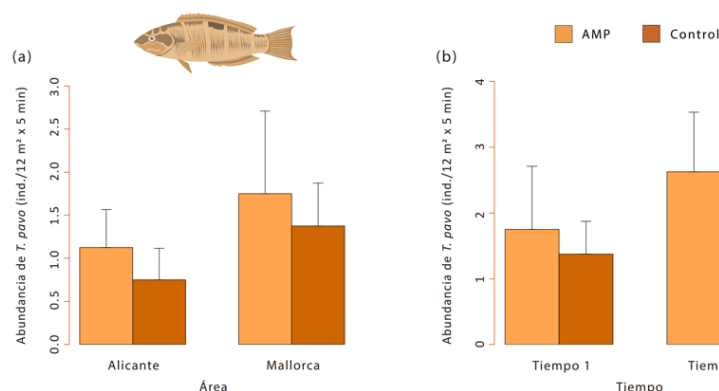 AMP
Control
(a)
(b)
Abundancia de T. pavo (ind./12 m² x 5 min)
3.0
2.5
2.0
1.5
1.0
0.5
0.0
Alicante
Mallorca
Área
Abundancia de T. pavo (ind./12 m² x 5 min)
4
3
2
1
0
Tiempo 1
Tiem
Tiempo